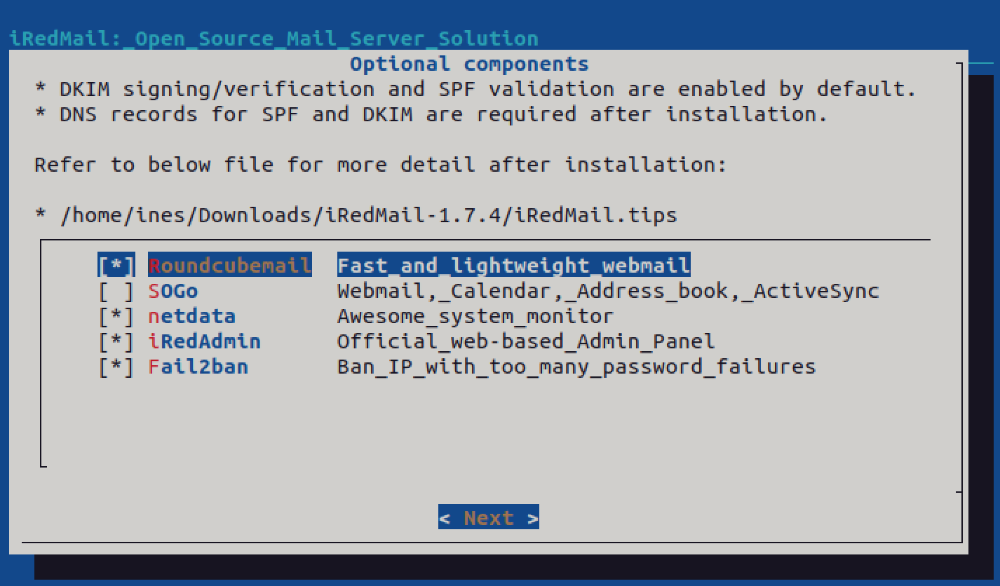 iRedMail:_Open_Source_Mail_Server_Solution
Optional components
* DKIM signing/verification and SPF validation are enabled by default.
* DNS records for SPF and DKIM are required after installation.
Refer to below file for more detail after installation:
* /home/ines/Downloads/iRedMail-1.7.4/iRedMail.tips
[*] Roundcubemail Fast_and_lightweight_webmail
[ ] SOGo Webmail,_Calendar,_Address_book,_ActiveSync
[*] netdata Awesome_system_monitor
[*] iRedAdmin Official_web-based_Admin_Panel
[*] Fail2ban Ban_IP_with_too_many_password_failures
< Next >